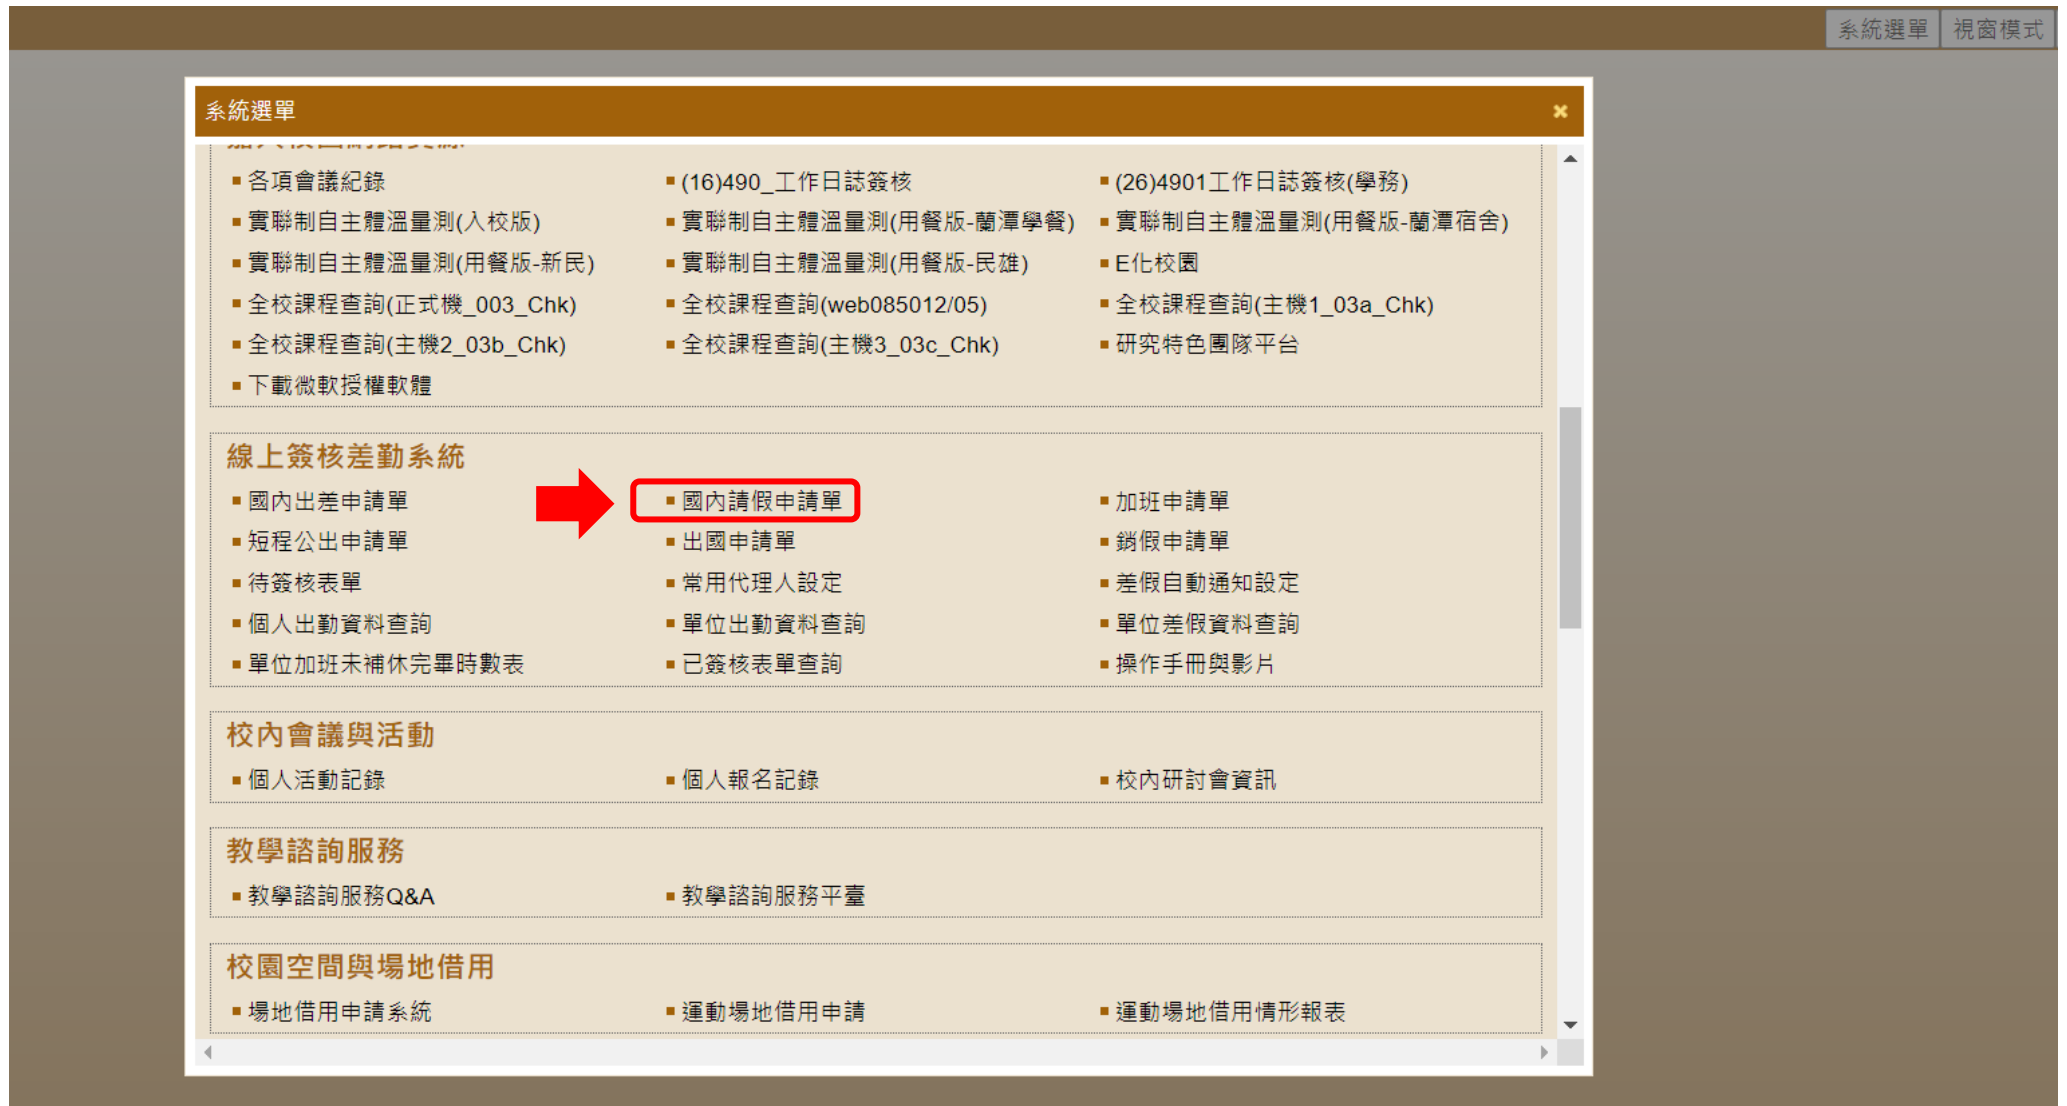 系統選單 視窗模式
系統選單
各項會議紀錄 (16)490_工作日誌簽核 (26)4901工作日誌簽核(學務)
實聯制自主體溫量測(入校版) 實聯制自主體溫量測(用餐版-蘭潭學餐) 實聯制自主體溫量測(用餐版-蘭潭宿舍)
實聯制自主體溫量測(用餐版-新民) 實聯制自主體溫量測(用餐版-民雄) E化校園
全校課程查詢(正式機_003_Chk) 全校課程查詢(web085012/05) 全校課程查詢(主機1_03a_Chk)
全校課程查詢(主機2_03b_Chk) 全校課程查詢(主機3_03c_Chk) 研究特色團隊平台
下載微軟授權軟體
線上簽核差勤系統
國內出差申請單 國內請假申請單 加班申請單
短程公出申請單 出國申請單 銷假申請單
待簽核表單 常用代理人設定 差假自動通知設定
個人出勤資料查詢 單位出勤資料查詢 單位差假資料查詢
單位加班未補休完畢時數表 已簽核表單查詢 操作手冊與影片
校內會議與活動
個人活動記錄 個人報名記錄 校內研討會資訊
教學諮詢服務
教學諮詢服務Q&A 教學諮詢服務平臺
校園空間與場地借用
場地借用申請系統 運動場地借用申請 運動場地借用情形報表